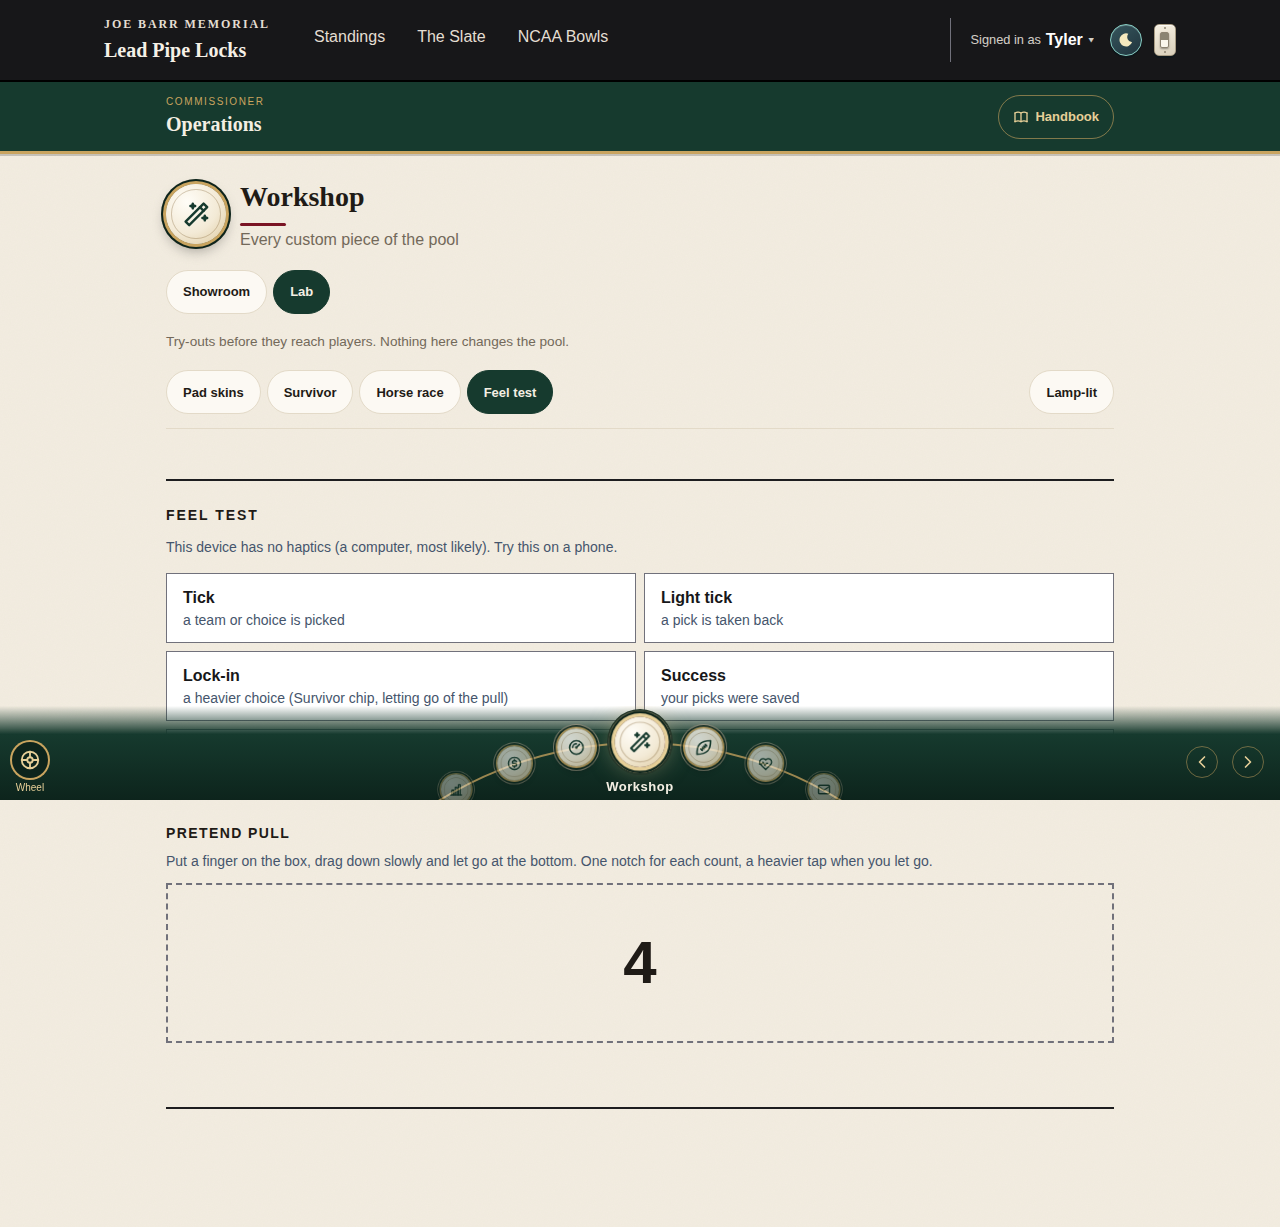 JOE BARR MEMORIAL
Lead Pipe Locks
Standings
The Slate
NCAA Bowls
Signed in as Tyler
COMMISSIONER
Operations
Handbook
Workshop
Every custom piece of the pool
Showroom
Lab
Try-outs before they reach players. Nothing here changes the pool.
Pad skins
Survivor
Horse race
Feel test
Lamp-lit
FEEL TEST
This device has no haptics (a computer, most likely). Try this on a phone.
Tick
a team or choice is picked
Light tick
a pick is taken back
Lock-in
a heavier choice (Survivor chip, letting go of the pull)
Success
your picks were saved
Wheel
Workshop
PRETEND PULL
Put a finger on the box, drag down slowly and let go at the bottom. One notch for each count, a heavier tap when you let go.
4